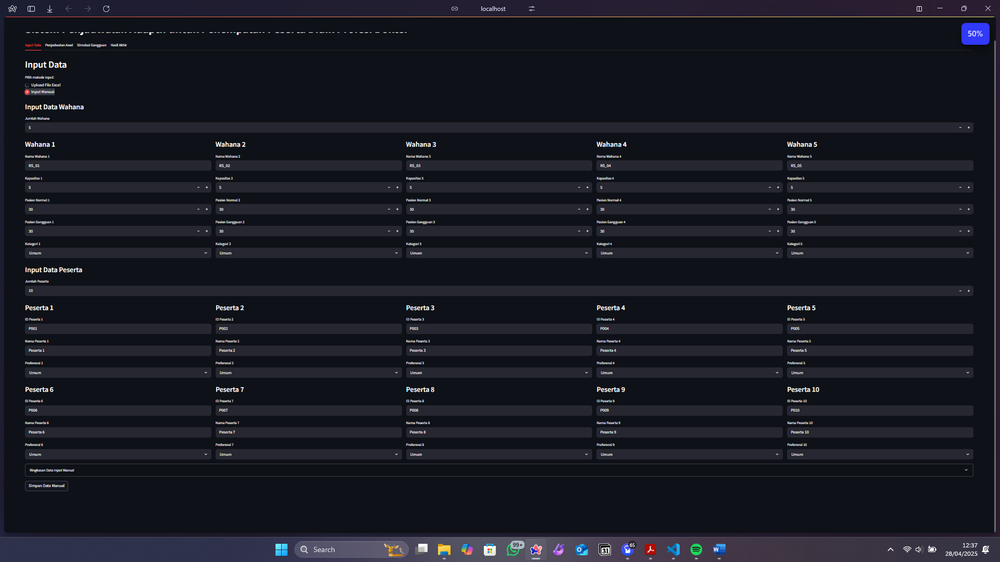 localhost
50%
Input Data Penjadwalan Awal Simulasi Gangguan Hasil Akhir
Input Data
Pilih metode input:
Upload File Excel
Input Manual
Input Data Wahana
Jumlah Wahana
5
Wahana 1 Wahana 2 Wahana 3 Wahana 4 Wahana 5
Nama Wahana 1 Nama Wahana 2 Nama Wahana 3 Nama Wahana 4 Nama Wahana 5
RS_01 RS_02 RS_03 RS_04 RS_05
Kapasitas 1 Kapasitas 2 Kapasitas 3 Kapasitas 4 Kapasitas 5
5 5 5 5 5
Pasien Normal 1 Pasien Normal 2 Pasien Normal 3 Pasien Normal 4 Pasien Normal 5
30 30 30 30 30
Pasien Gangguan 1 Pasien Gangguan 2 Pasien Gangguan 3 Pasien Gangguan 4 Pasien Gangguan 5
30 30 30 30 30
Kategori 1 Kategori 2 Kategori 3 Kategori 4 Kategori 5
Umum Umum Umum Umum Umum
Input Data Peserta
Jumlah Peserta
10
Peserta 1 Peserta 2 Peserta 3 Peserta 4 Peserta 5
ID Peserta 1 ID Peserta 2 ID Peserta 3 ID Peserta 4 ID Peserta 5
P001 P002 P003 P004 P005
Nama Peserta 1 Nama Peserta 2 Nama Peserta 3 Nama Peserta 4 Nama Peserta 5
Peserta 1 Peserta 2 Peserta 3 Peserta 4 Peserta 5
Preferensi 1 Preferensi 2 Preferensi 3 Preferensi 4 Preferensi 5
Umum Umum Umum Umum Umum
Peserta 6 Peserta 7 Peserta 8 Peserta 9 Peserta 10
ID Peserta 6 ID Peserta 7 ID Peserta 8 ID Peserta 9 ID Peserta 10
P006 P007 P008 P009 P010
Nama Peserta 6 Nama Peserta 7 Nama Peserta 8 Nama Peserta 9 Nama Peserta 10
Peserta 6 Peserta 7 Peserta 8 Peserta 9 Peserta 10
Preferensi 6 Preferensi 7 Preferensi 8 Preferensi 9 Preferensi 10
Umum Umum Umum Umum Umum
Ringkasan Data Input Manual
Simpan Data Manual
Search
99+
31
65
12:37
28/04/2025